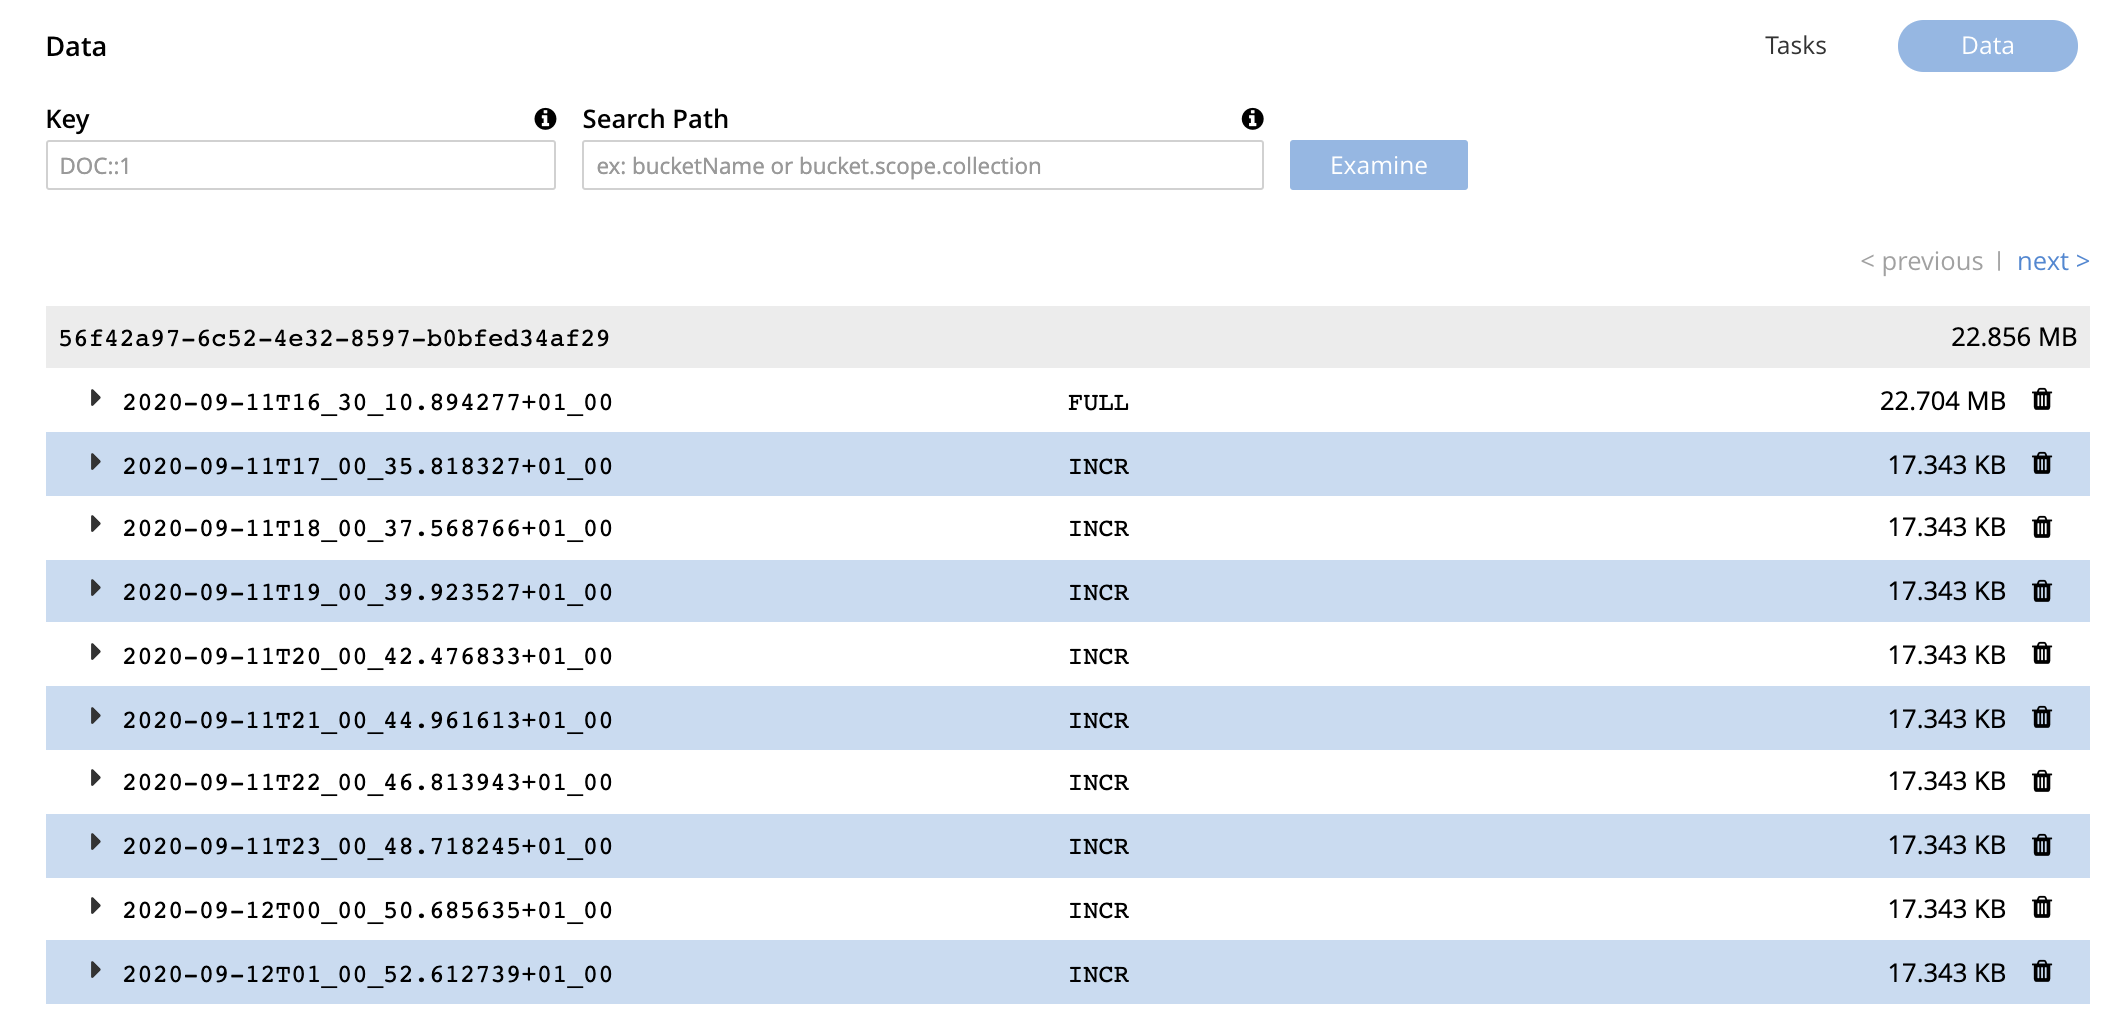 Data Tasks Data
Key Search Path
DOC::1 ex: bucketName or bucket.scope.collection Examine
< previous | next >
56f42a97-6c52-4e32-8597-b0bfed34af29 22.856 MB
2020-09-11T16_30_10.894277+01_00 FULL 22.704 MB
2020-09-11T17_00_35.818327+01_00 INCR 17.343 KB
2020-09-11T18_00_37.568766+01_00 INCR 17.343 KB
2020-09-11T19_00_39.923527+01_00 INCR 17.343 KB
2020-09-11T20_00_42.476833+01_00 INCR 17.343 KB
2020-09-11T21_00_44.961613+01_00 INCR 17.343 KB
2020-09-11T22_00_46.813943+01_00 INCR 17.343 KB
2020-09-11T23_00_48.718245+01_00 INCR 17.343 KB
2020-09-12T00_00_50.685635+01_00 INCR 17.343 KB
2020-09-12T01_00_52.612739+01_00 INCR 17.343 KB